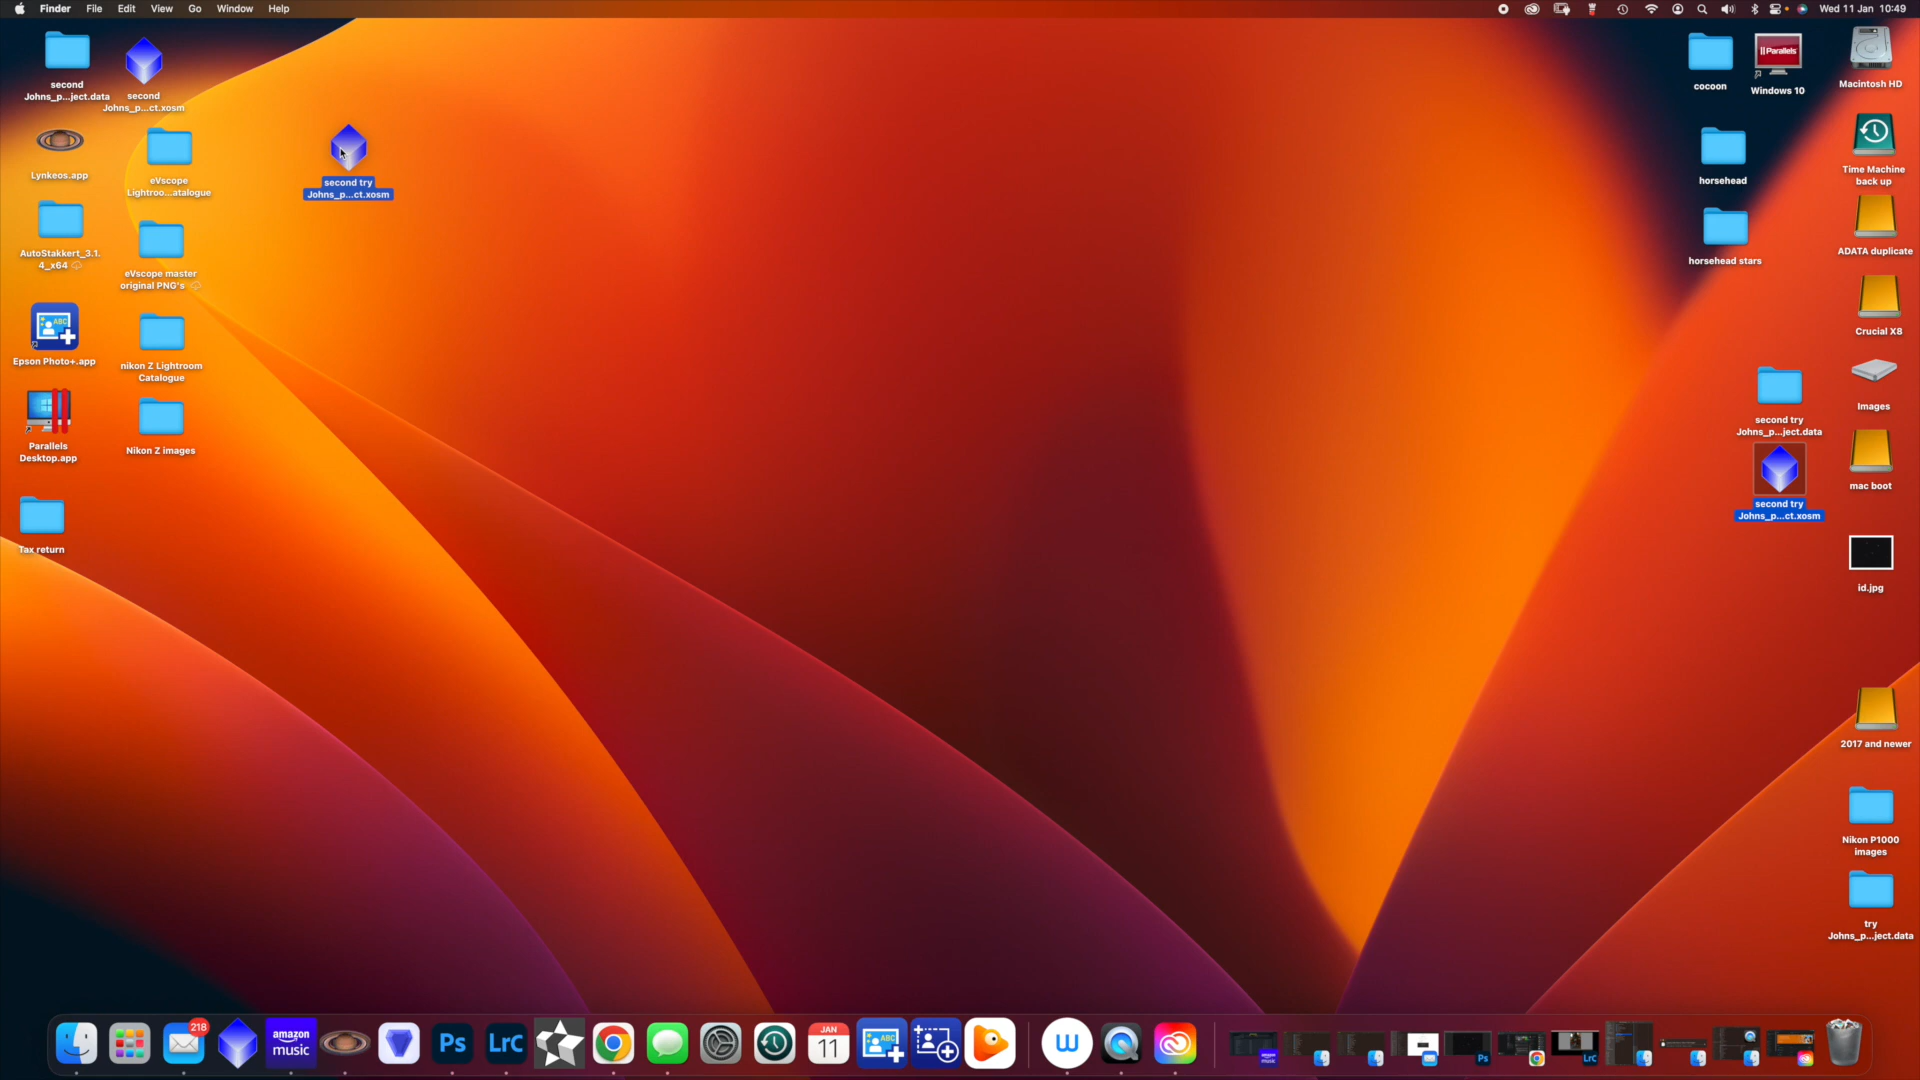 Finder File Edit View Go Window Help
Wed 11 Jan 10:49
second
Johns_p...ject.data
second
Johns_p...ct.xosm
Lynkeos.app
eVscope
Lightroo...atalogue
second try
Johns_p...ct.xosm
AutoStakkert_3.1.
4_x64
eVscope master
original PNG's
Epson Photo+.app
nikon Z Lightroom
Catalogue
Parallels
Desktop.app
Nikon Z images
Tax return
cocoon
Parallels
Windows 10
Macintosh HD
horsehead
Time Machine
back up
horsehead stars
ADATA duplicate
Crucial X8
second try
Johns_p...ject.data
Images
second try
Johns_p...ct.xosm
mac boot
id.jpg
2017 and newer
Nikon P1000
images
try
Johns_p...ject.data
218
amazon
music
Ps
LrC
JAN
11
ABC
w
music
Ps
LrC